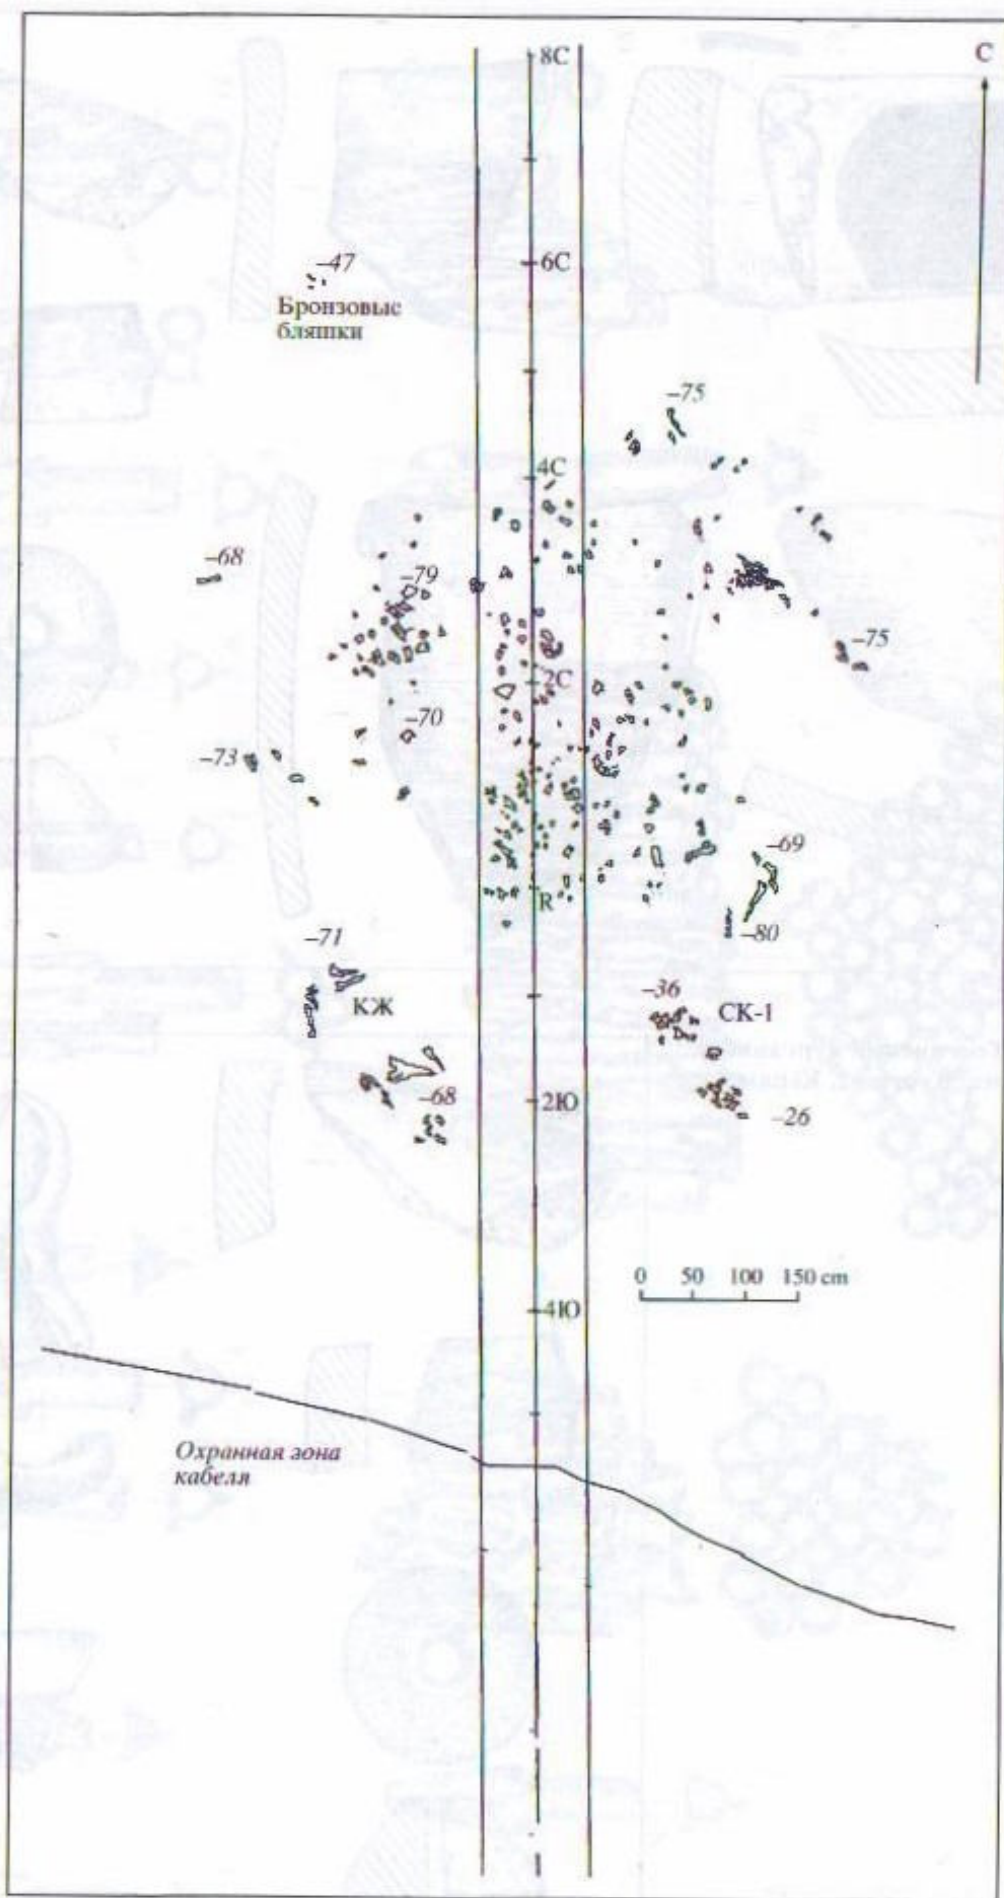 8С
С
6С
–47
Бронзовыс
бляшки
–75
4С
–68
–79
–75
2С
–70
–73
–69
R
–80
–71
КЖ
–36
СК-1
–68
2Ю
–26
0 50 100 150 cm
4Ю
Охранная зона
кабеля